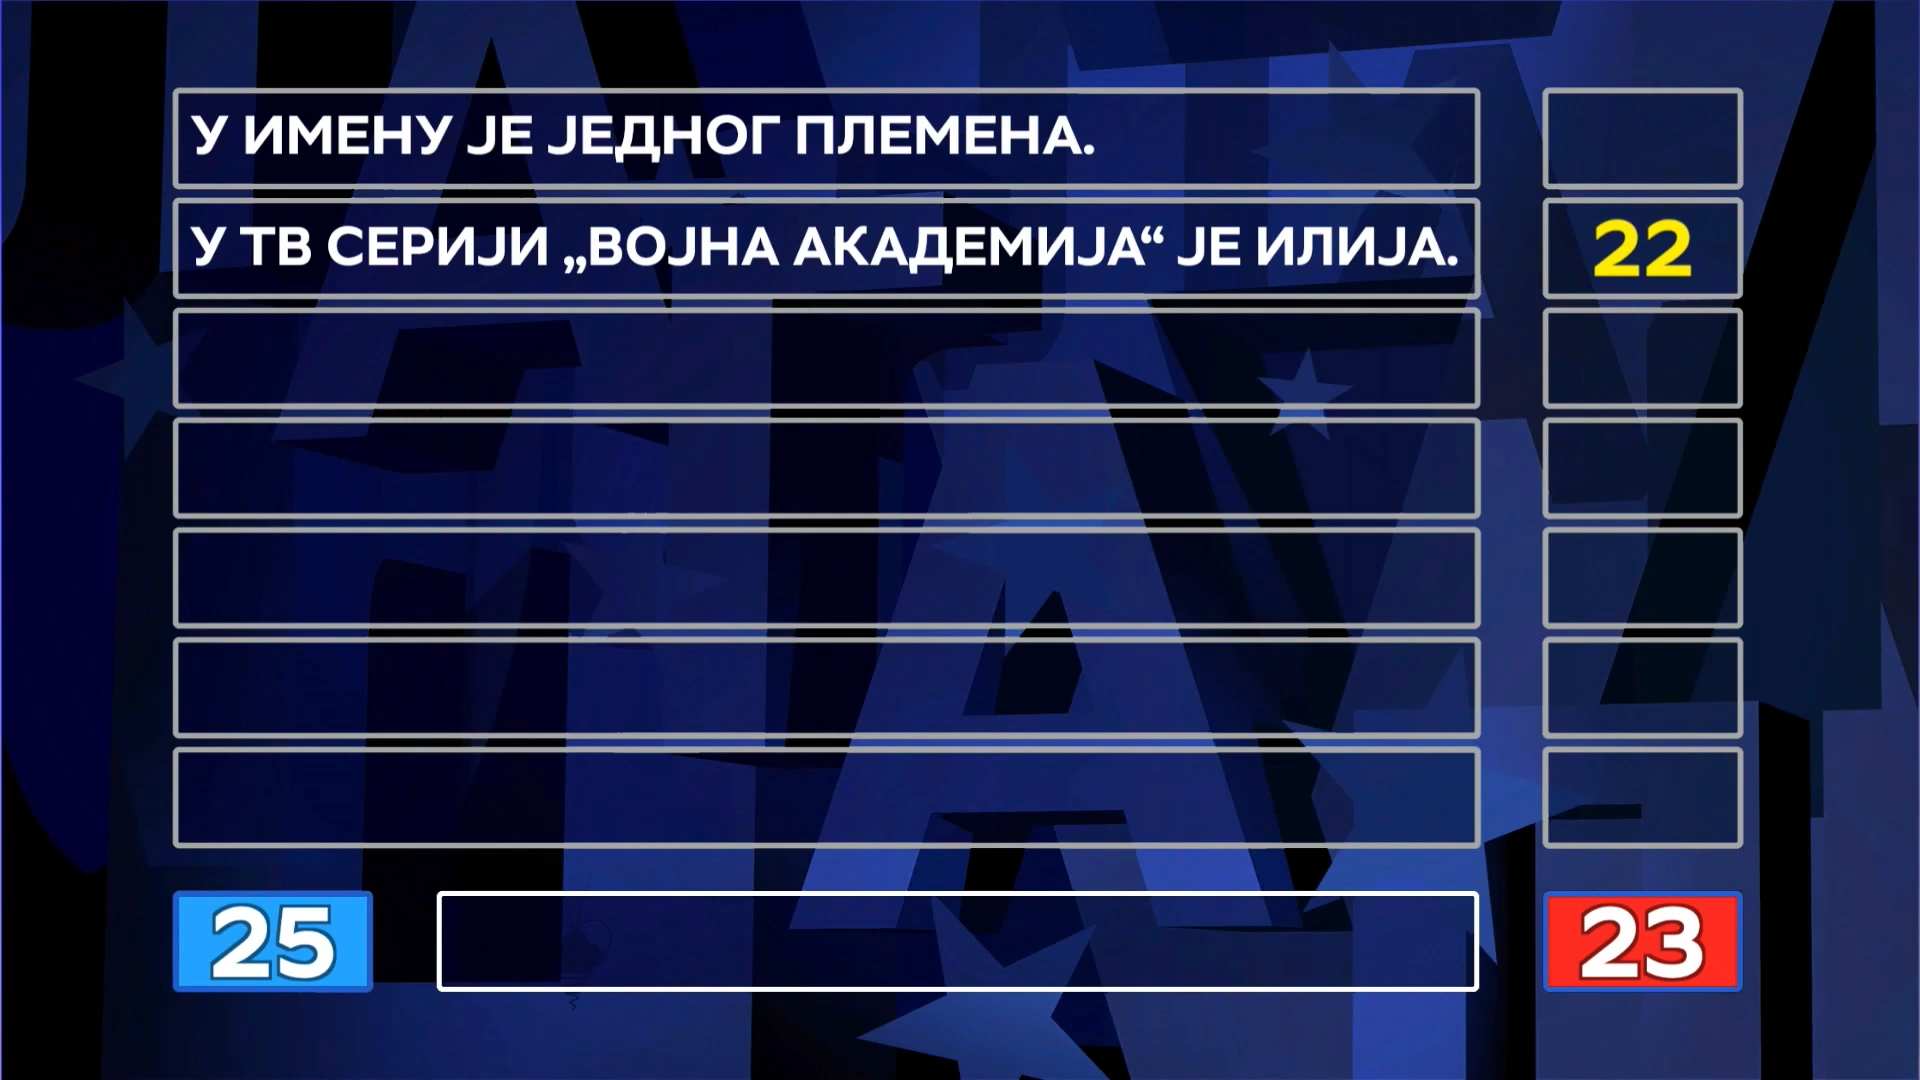 У ИМЕНУ ЈЕ ЈЕДНОГ ПЛЕМЕНА.
У ТВ СЕРИЈИ „ВОЈНА АКАДЕМИЈА“ ЈЕ ИЛИЈА.
22
25
23